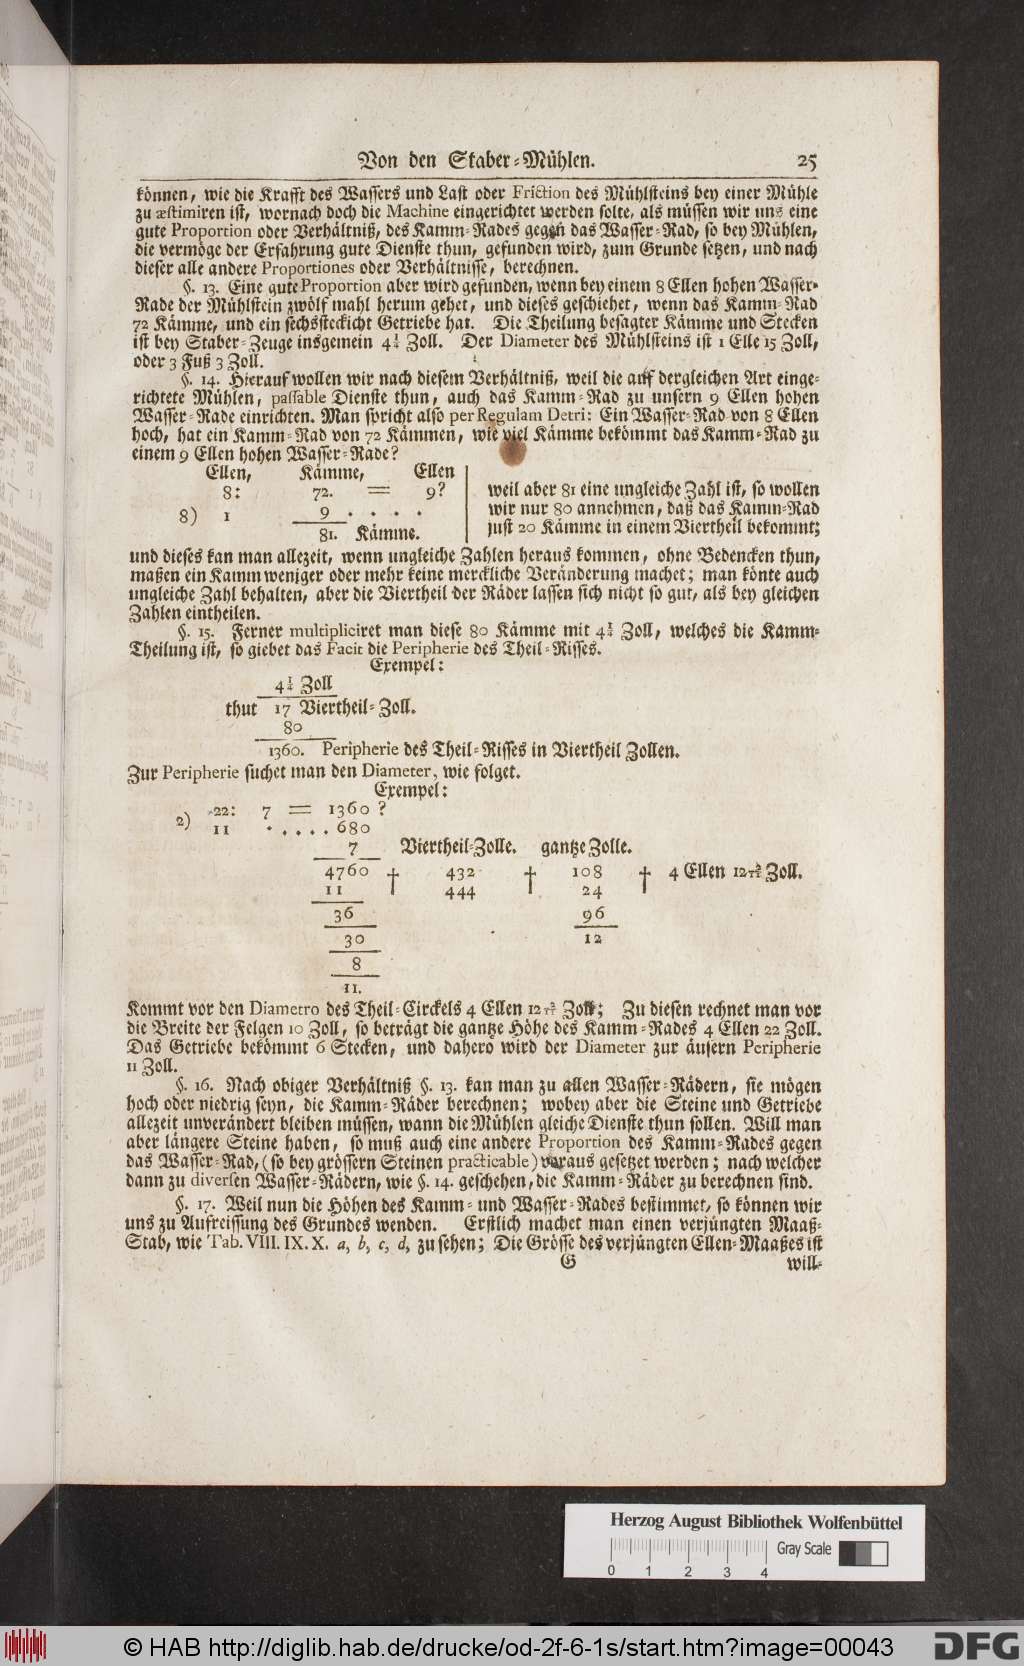 Von den Staber-Mühlen. 25
können, wie die Krafft des Wassers und Last oder Friction des Mühlsteins bey einer Mühle
zu æstimiren ist, wornach doch die Machine eingerichtet werden solte, als müssen wir uns eine
gute Proportion oder Verhältniß, des Kamm-Rades gegen das Wasser-Rad, so bey Mühlen,
die vermöge der Erfahrung gute Dienste thun, gefunden wird, zum Grunde setzen, und nach
dieser alle andere Proportiones oder Verhältnisse, berechnen.
§. 13. Eine gute Proportion aber wird gefunden, wenn bey einem 8 Ellen hohen Wasser-
Rade der Mühlstein zwölf mahl herum gehet, und dieses geschiehet, wenn das Kamm-Rad
72 Kämme, und ein sechsstecckicht Getriebe hat. Die Theilung besagter Kämme und Stecken
ist bey Staber-Zeuge insgemein 4¼ Zoll. Der Diameter des Mühlsteins ist 1 Elle 15 Zoll,
oder 3 Fuß 3 Zoll.
§. 14. Hierauf wollen wir nach diesem Verhältniß, weil die auff dergleichen Art einge-
richtete Mühlen, passable Dienste thun, auch das Kamm-Rad zu unsern 9 Ellen hohen
Wasser-Rade einrichten. Man spricht also per Regulam Detri: Ein Wasser-Rad von 8 Ellen
hoch, hat ein Kamm-Rad von 72 Kämmen, wie viel Kämme bekömmt das Kamm-Rad zu
einem 9 Ellen hohen Wasser-Rade?
Ellen, Kämme, Ellen
8: 72. = 9?
8) 1 9 . . . .
81. Kämme.
weil aber 81 eine ungleiche Zahl ist, so wollen
wir nur 80 annehmen, daß das Kamm-Rad
just 20 Kämme in einem Viertheil bekommt;
und dieses kan man allezeit, wenn ungleiche Zahlen heraus kommen, ohne Bedencken thun,
maßen ein Kamm weniger oder mehr keine merckliche Veränderung machet; man könte auch
ungleiche Zahl behalten, aber die Viertheil der Räder lassen sich nicht so gut, als bey gleichen
Zahlen eintheilen.
§. 15. Ferner multipliciret man diese 80 Kämme mit 4¼ Zoll, welches die Kamm-
Theilung ist, so giebet das Facit die Peripherie des Theil-Risses.
Exempel:
4¼ Zoll
thut 17 Viertheil-Zoll.
80
1360. Peripherie des Theil-Risses in Viertheil Zollen.
Zur Peripherie suchet man den Diameter, wie folget.
Exempel:
22: 7 = 1360?
2) 11 . . . . . 680
7 Viertheil-Zolle. gantze Zolle.
4760 † 432 † 108 † 4 Ellen 12 8/11 Zoll.
11 444 24
36 96
30 12
8
11.
Kommt vor den Diametro des Theil-Circkels 4 Ellen 12 2/11 Zoll; Zu diesen rechnet man vor
die Breite der Felgen 10 Zoll, so beträgt die gantze Höhe des Kamm-Rades 4 Ellen 22 Zoll.
Das Getriebe bekömmt 6 Stecken, und dahero wird der Diameter zur äusern Peripherie
11 Zoll.
§. 16. Nach obiger Verhältniß §. 13. kan man zu allen Wasser-Rädern, sie mögen
hoch oder niedrig seyn, die Kamm-Räder berechnen; wobey aber die Steine und Getriebe
allezeit unverändert bleiben müssen, wann die Mühlen gleiche Dienste thun sollen. Will man
aber längere Steine haben, so muß auch eine andere Proportion des Kamm-Rades gegen
das Wasser-Rad, (so bey grössern Steinen practicable) voraus gesetzet werden; nach welcher
dann zu diversen Wasser-Rädern, wie §. 14. geschehen, die Kamm-Räder zu berechnen sind.
§. 17. Weil nun die Höhen des Kamm- und Wasser-Rades bestimmet, so können wir
uns zu Aufreissung des Grundes wenden. Erstlich machet man einen verjüngten Maaß-
Stab, wie Tab. VIII. IX. X. a, b, c, d, zu sehen; Die Grösse des verjüngten Ellen-Maaßes ist
G will-
Herzog August Bibliothek Wolfenbüttel
Gray Scale
0 1 2 3 4
© HAB http://diglib.hab.de/drucke/od-2f-6-1s/start.htm?image=00043
DFG